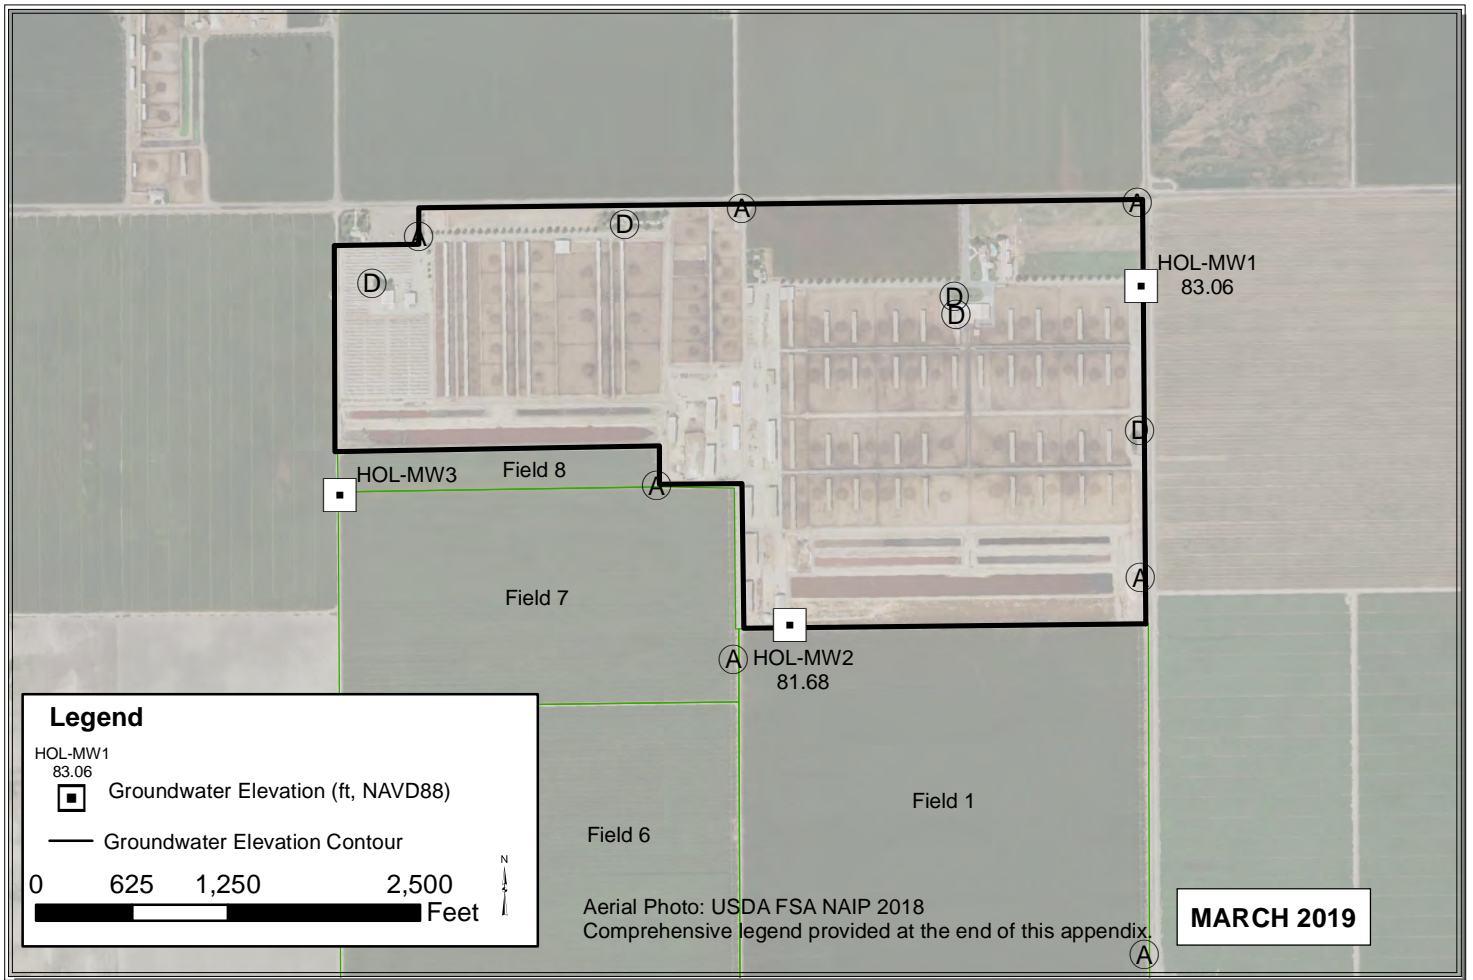 A
A
A
D
D
HOL-MW1
83.06
D
D
D
Field 8
HOL-MW3
A
A
Field 7
A
HOL-MW2
81.68
Legend
HOL-MW1
83.06
Groundwater Elevation (ft, NAVD88)
Groundwater Elevation Contour
N
0 625 1,250 2,500
Feet
Field 1
Field 6
Aerial Photo: USDA FSA NAIP 2018
Comprehensive legend provided at the end of this appendix.
MARCH 2019
A